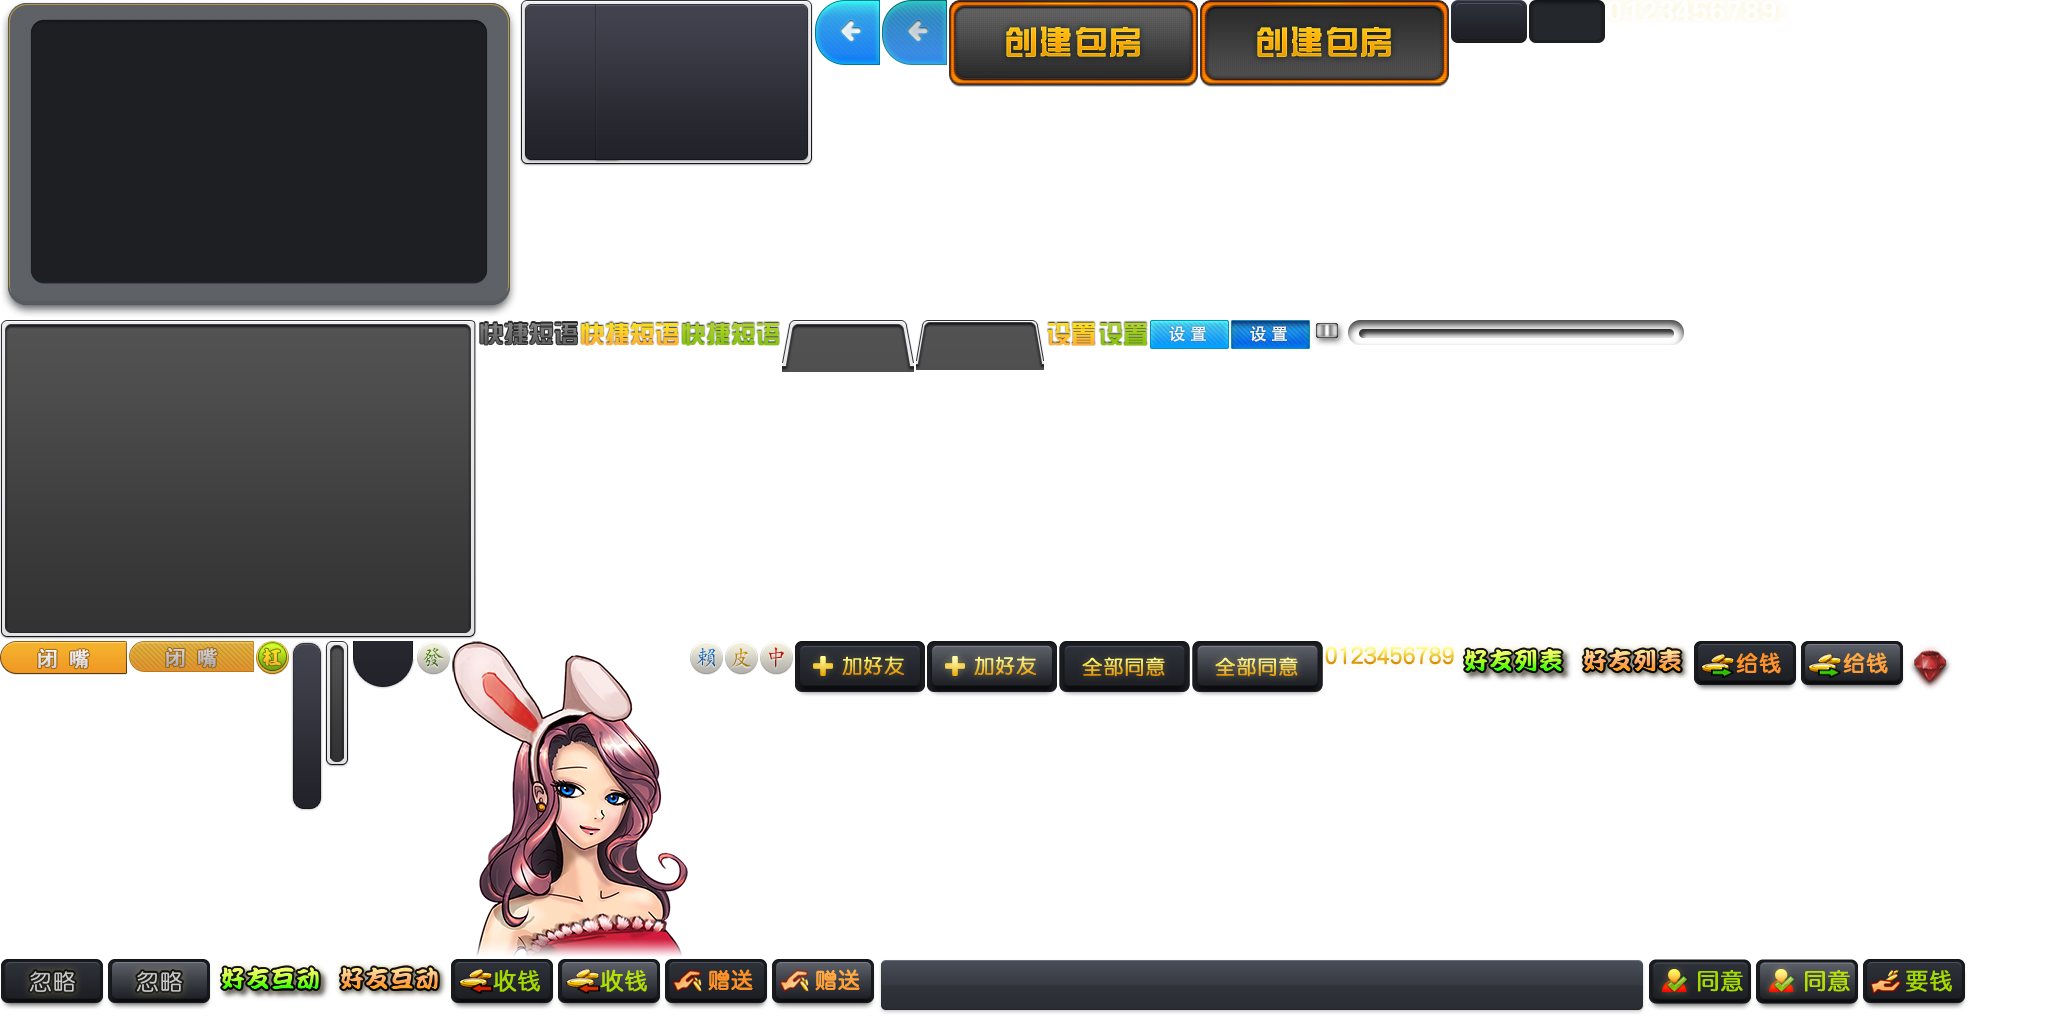 创建包房
创建包房
0123456789
快捷短语
快捷短语
快捷短语
设置
设置
设置
设置
闭嘴
闭嘴
杠
發
賴
皮
中
加好友
加好友
全部同意
全部同意
0123456789
好友列表
好友列表
给钱
给钱
忽略
忽略
好友互动
好友互动
收钱
收钱
赠送
赠送
同意
同意
要钱